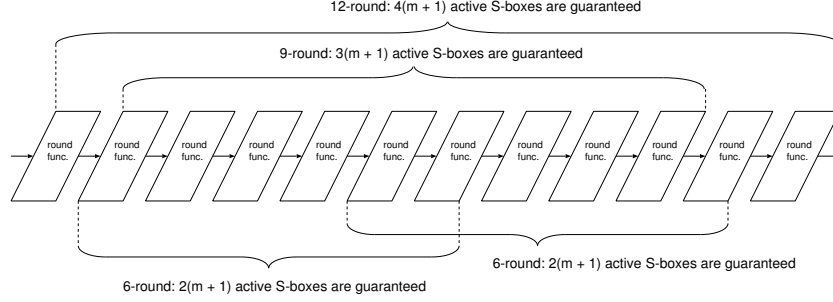 12-round: 4(m + 1) active S-boxes are guaranteed
9-round: 3(m + 1) active S-boxes are guaranteed
round func.
round func.
round func.
round func.
round func.
round func.
round func.
round func.
round func.
round func.
round func.
round func.
6-round: 2(m + 1) active S-boxes are guaranteed
6-round: 2(m + 1) active S-boxes are guaranteed